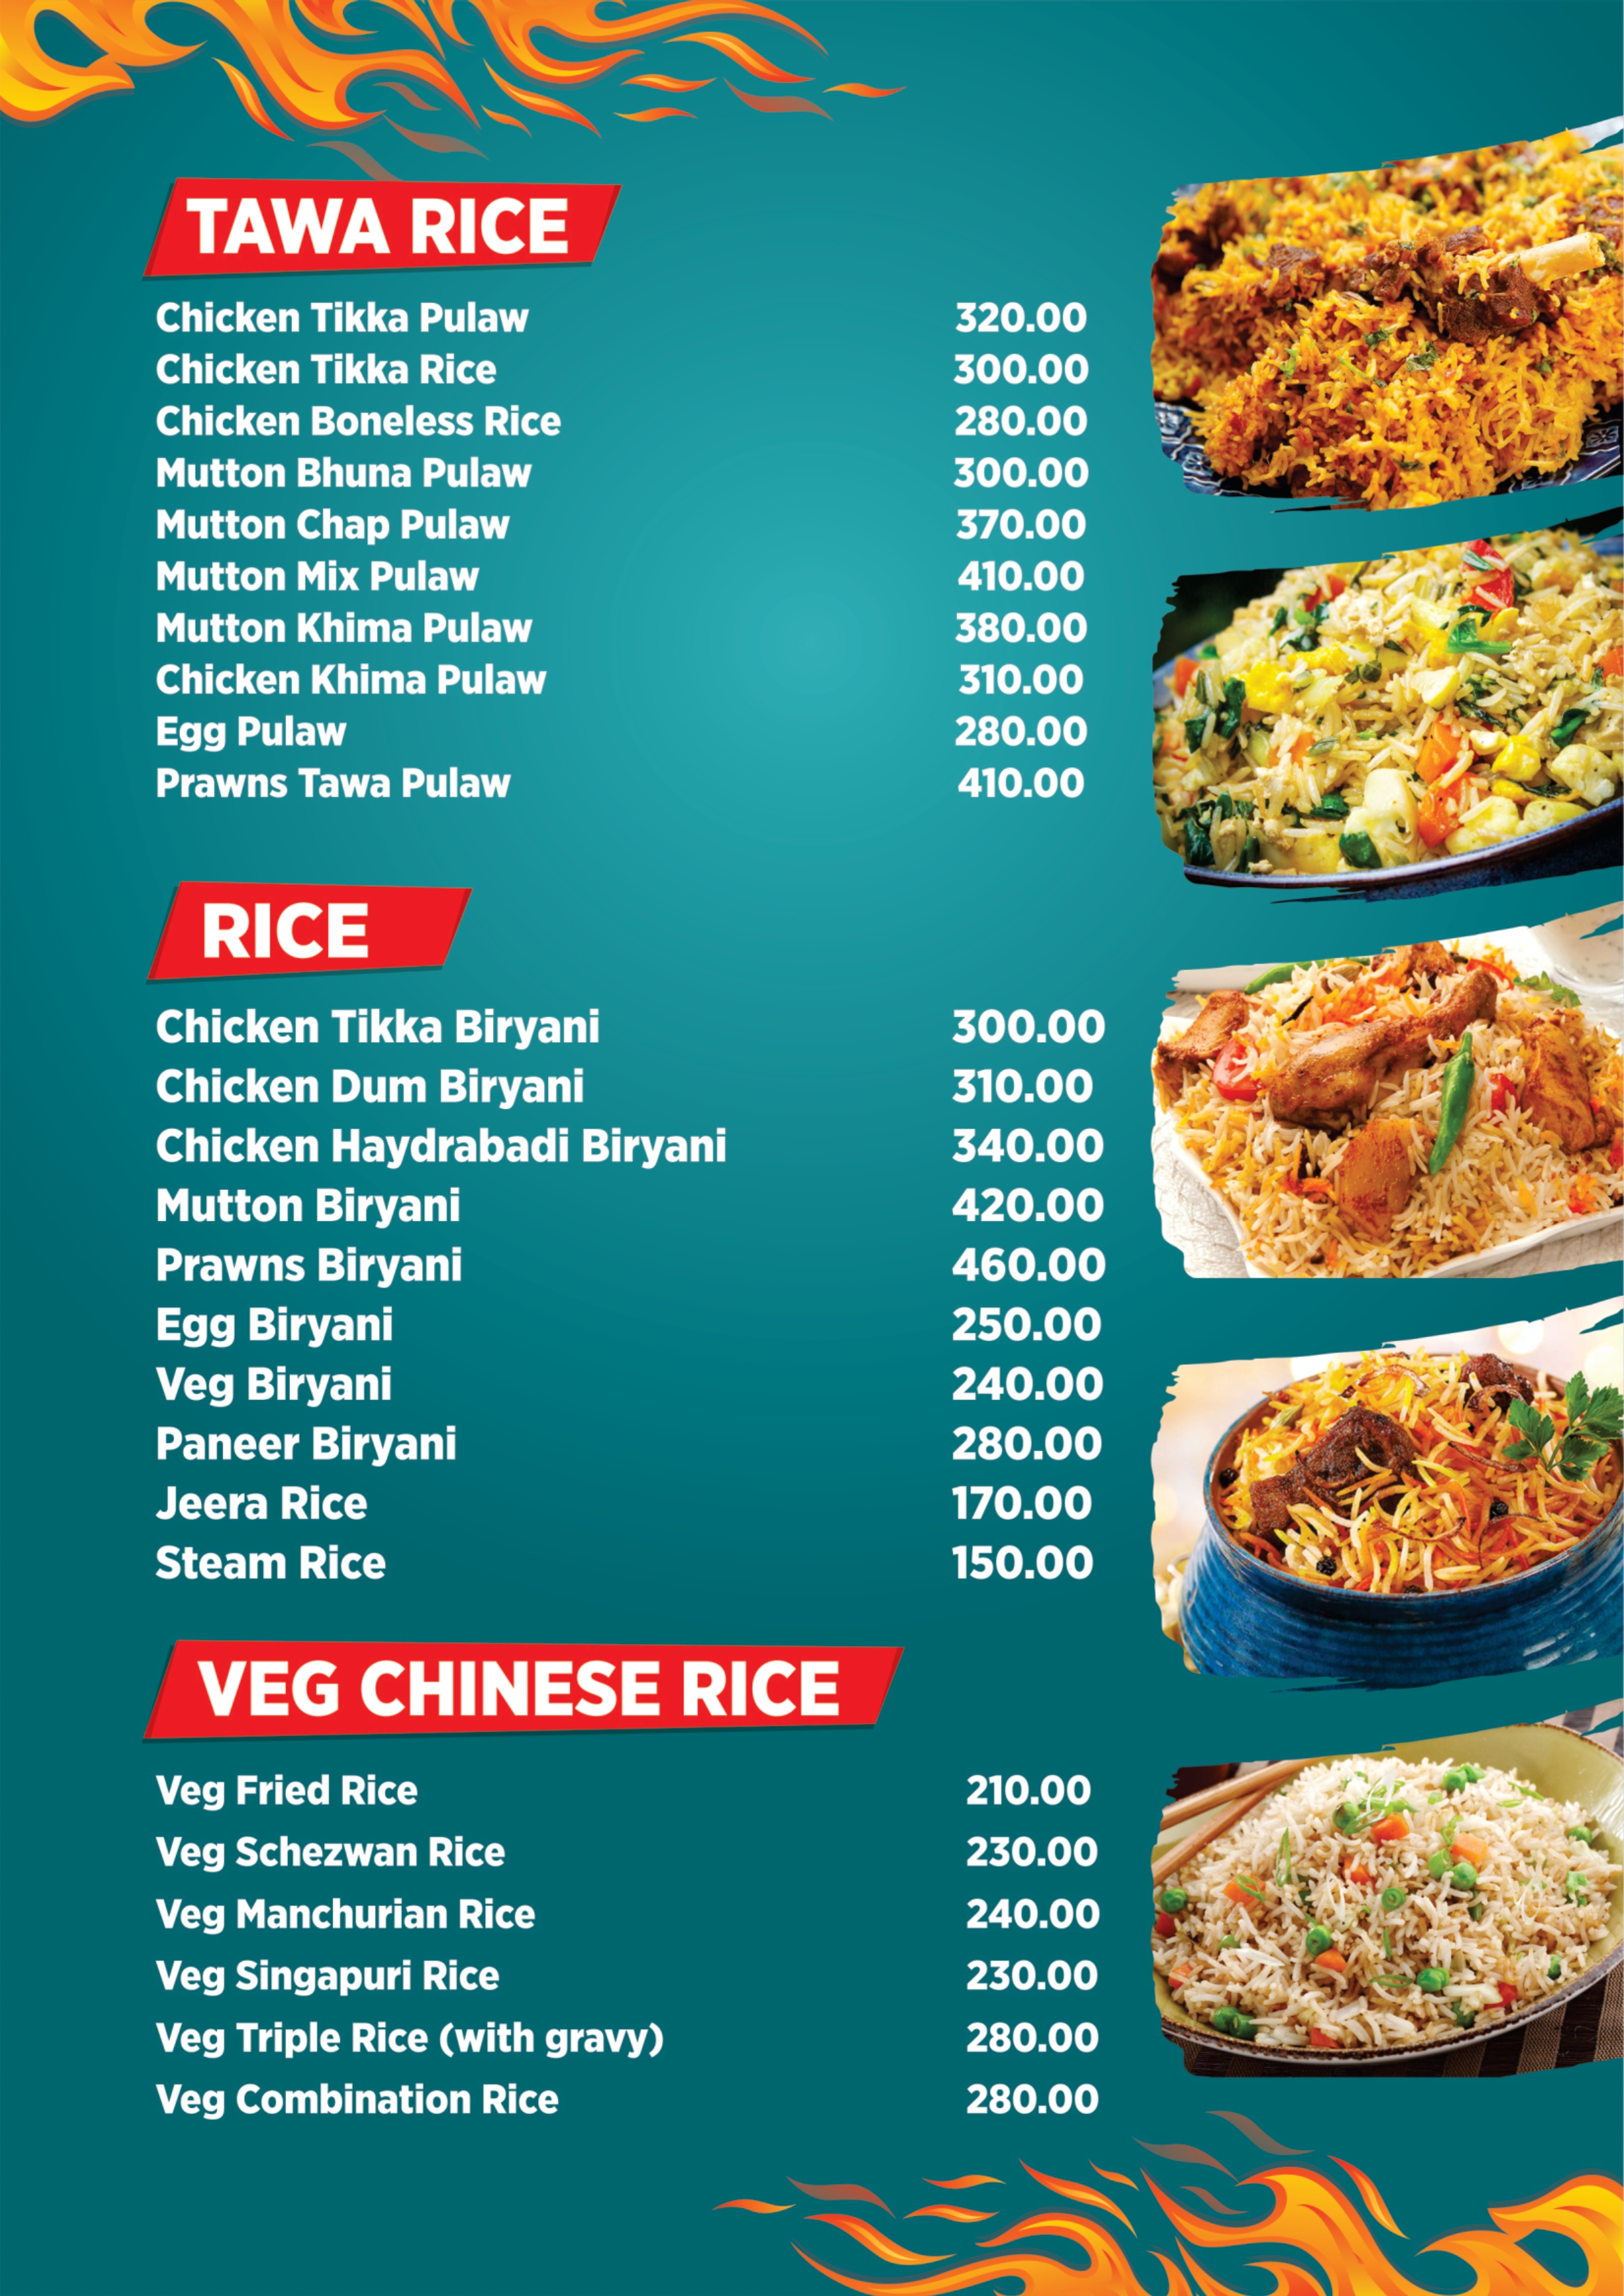 TAWA RICE
Chicken Tikka Pulaw 320.00
Chicken Tikka Rice 300.00
Chicken Boneless Rice 280.00
Mutton Bhuna Pulaw 300.00
Mutton Chap Pulaw 370.00
Mutton Mix Pulaw 410.00
Mutton Khima Pulaw 380.00
Chicken Khima Pulaw 310.00
Egg Pulaw 280.00
Prawns Tawa Pulaw 410.00
RICE
Chicken Tikka Biryani 300.00
Chicken Dum Biryani 310.00
Chicken Haydrabadi Biryani 340.00
Mutton Biryani 420.00
Prawns Biryani 460.00
Egg Biryani 250.00
Veg Biryani 240.00
Paneer Biryani 280.00
Jeera Rice 170.00
Steam Rice 150.00
VEG CHINESE RICE
Veg Fried Rice 210.00
Veg Schezwan Rice 230.00
Veg Manchurian Rice 240.00
Veg Singapuri Rice 230.00
Veg Triple Rice (with gravy) 280.00
Veg Combination Rice 280.00